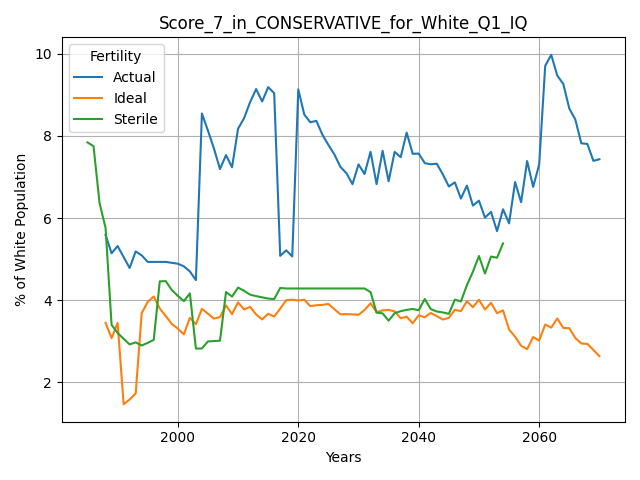 Score_7_in_CONSERVATIVE_for_White_Q1_IQ
Fertility
Actual
Ideal
Sterile
% of White Population
10
8
6
4
2
2000
2020
2040
2060
Years